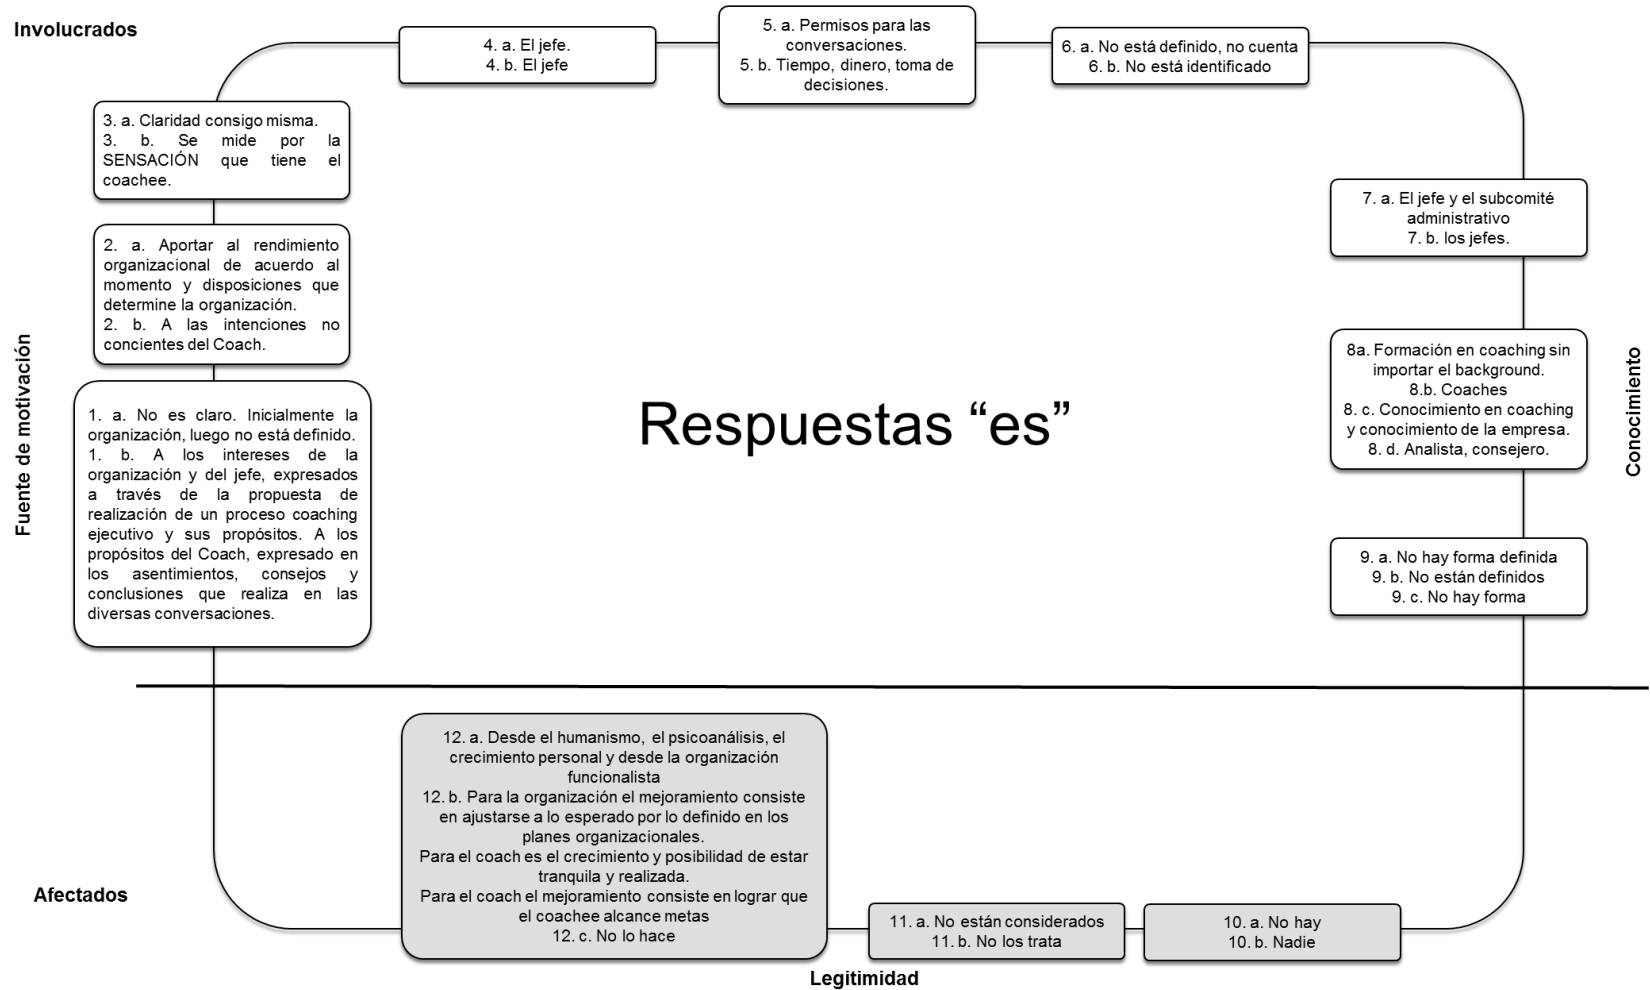 Involucrados
4. a. El jefe.
4. b. El jefe
5. a. Permisos para las
conversaciones.
5. b. Tiempo, dinero, toma de
decisiones.
6. a. No está definido, no cuenta
6. b. No está identificado
3. a. Claridad consigo misma.
3. b. Se mide por la
SENSACIÓN que tiene el
coachee.
2. a. Aportar al rendimiento
organizacional de acuerdo al
momento y disposiciones que
determine la organización.
2. b. A las intenciones no
concientes del Coach.
Fuente de motivación
1. a. No es claro. Inicialmente la
organización, luego no está definido.
1. b. A los intereses de la
organización y del jefe, expresados
a través de la propuesta de
realización de un proceso coaching
ejecutivo y sus propósitos. A los
propósitos del Coach, expresado en
los asentimientos, consejos y
conclusiones que realiza en las
diversas conversaciones.
Respuestas “es”
7. a. El jefe y el subcomité
administrativo
7. b. los jefes.
8a. Formación en coaching sin
importar el background.
8.b. Coaches
8. c. Conocimiento en coaching
y conocimiento de la empresa.
8. d. Analista, consejero.
Conocimiento
9. a. No hay forma definida
9. b. No están definidos
9. c. No hay forma
12. a. Desde el humanismo, el psicoanálisis, el
crecimiento personal y desde la organización
funcionalista
12. b. Para la organización el mejoramiento consiste
en ajustarse a lo esperado por lo definido en los
planes organizacionales.
Para el coach es el crecimiento y posibilidad de estar
tranquila y realizada.
Para el coach el mejoramiento consiste en lograr que
el coachee alcance metas
12. c. No lo hace
Afectados
11. a. No están considerados
11. b. No los trata
10. a. No hay
10. b. Nadie
Legitimidad